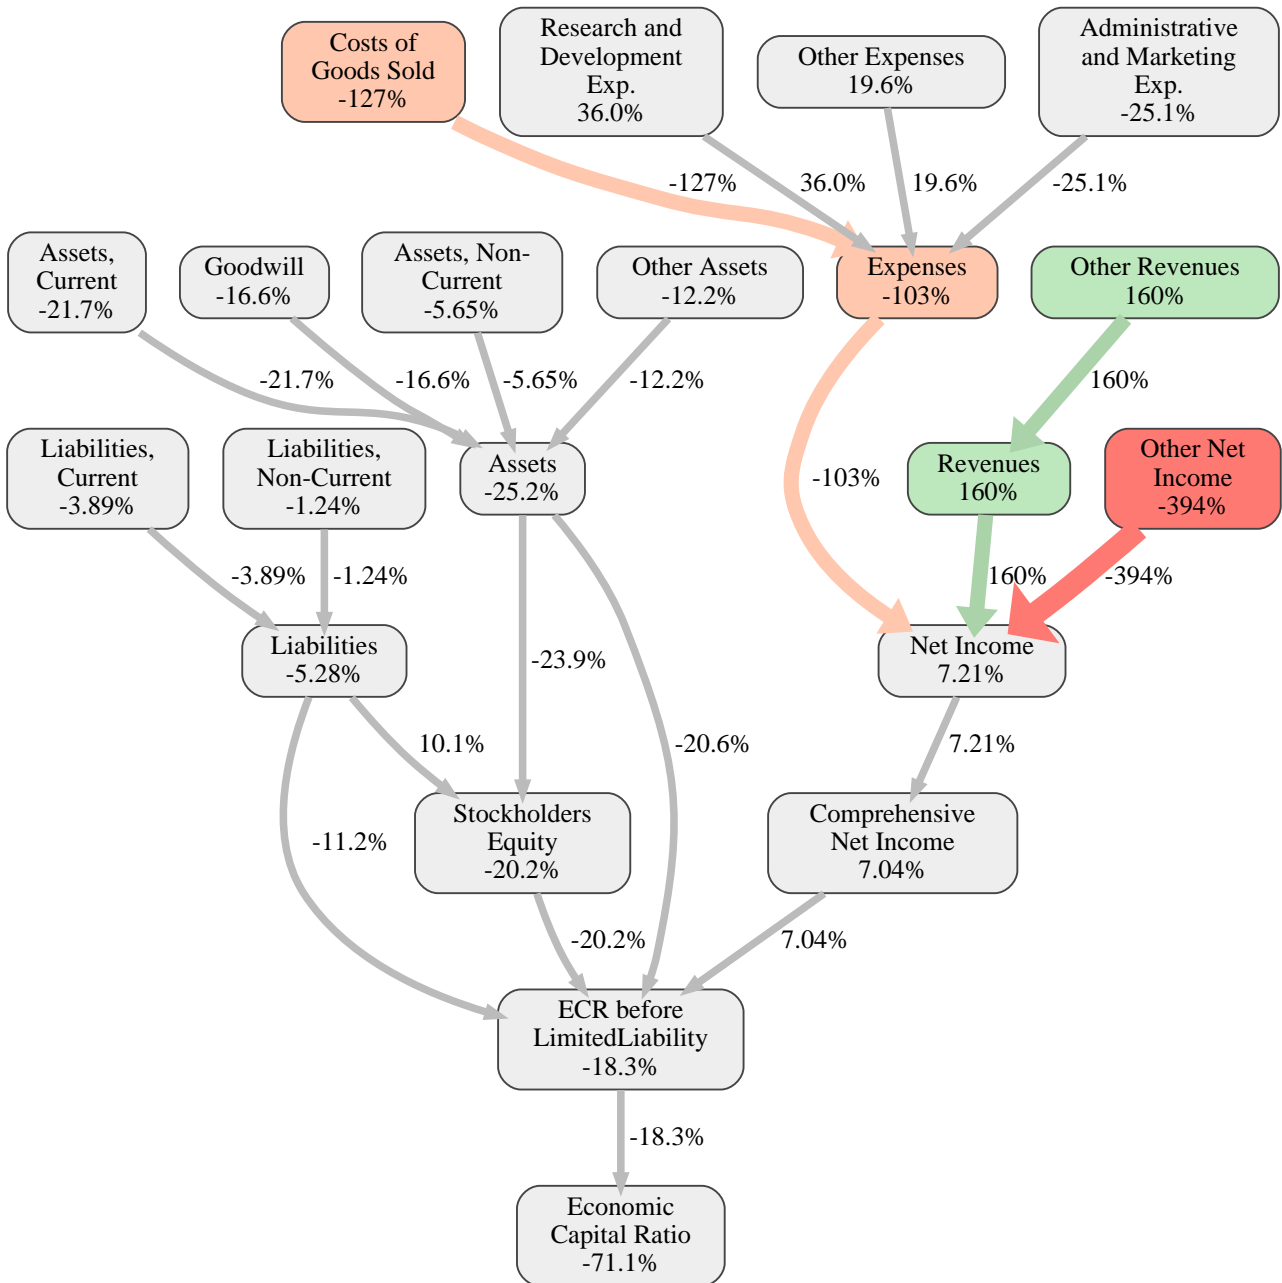 Costs of
Goods Sold
-127%
Research and
Development
Exp.
36.0%
Other Expenses
19.6%
Administrative
and Marketing
Exp.
-25.1%
-127%
36.0%
19.6%
-25.1%
Assets,
Current
-21.7%
Goodwill
-16.6%
Assets, Non-
Current
-5.65%
Other Assets
-12.2%
Expenses
-103%
Other Revenues
160%
-21.7%
-16.6%
-5.65%
-12.2%
160%
Liabilities,
Current
-3.89%
Liabilities,
Non-Current
-1.24%
Assets
-25.2%
-103%
Revenues
160%
Other Net
Income
-394%
-3.89%
-1.24%
160%
-394%
Liabilities
-5.28%
-23.9%
Net Income
7.21%
10.1%
-20.6%
7.21%
-11.2%
Stockholders
Equity
-20.2%
Comprehensive
Net Income
7.04%
-20.2%
7.04%
ECR before
LimitedLiability
-18.3%
-18.3%
Economic
Capital Ratio
-71.1%